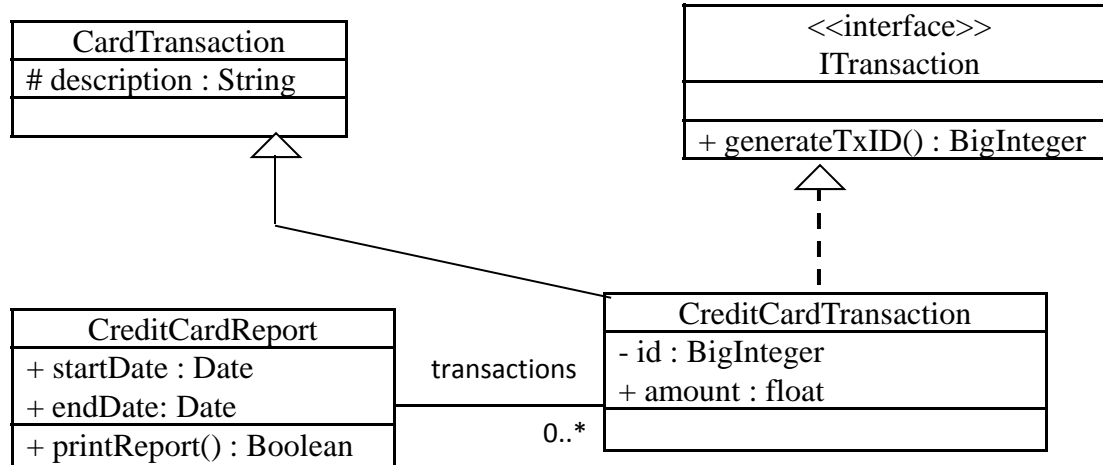 CardTransaction
# description : String
<<interface>>
ITransaction
+ generateTxID() : BigInteger
CreditCardReport
+ startDate : Date
+ endDate: Date
+ printReport() : Boolean
transactions
0..*
CreditCardTransaction
- id : BigInteger
+ amount : float